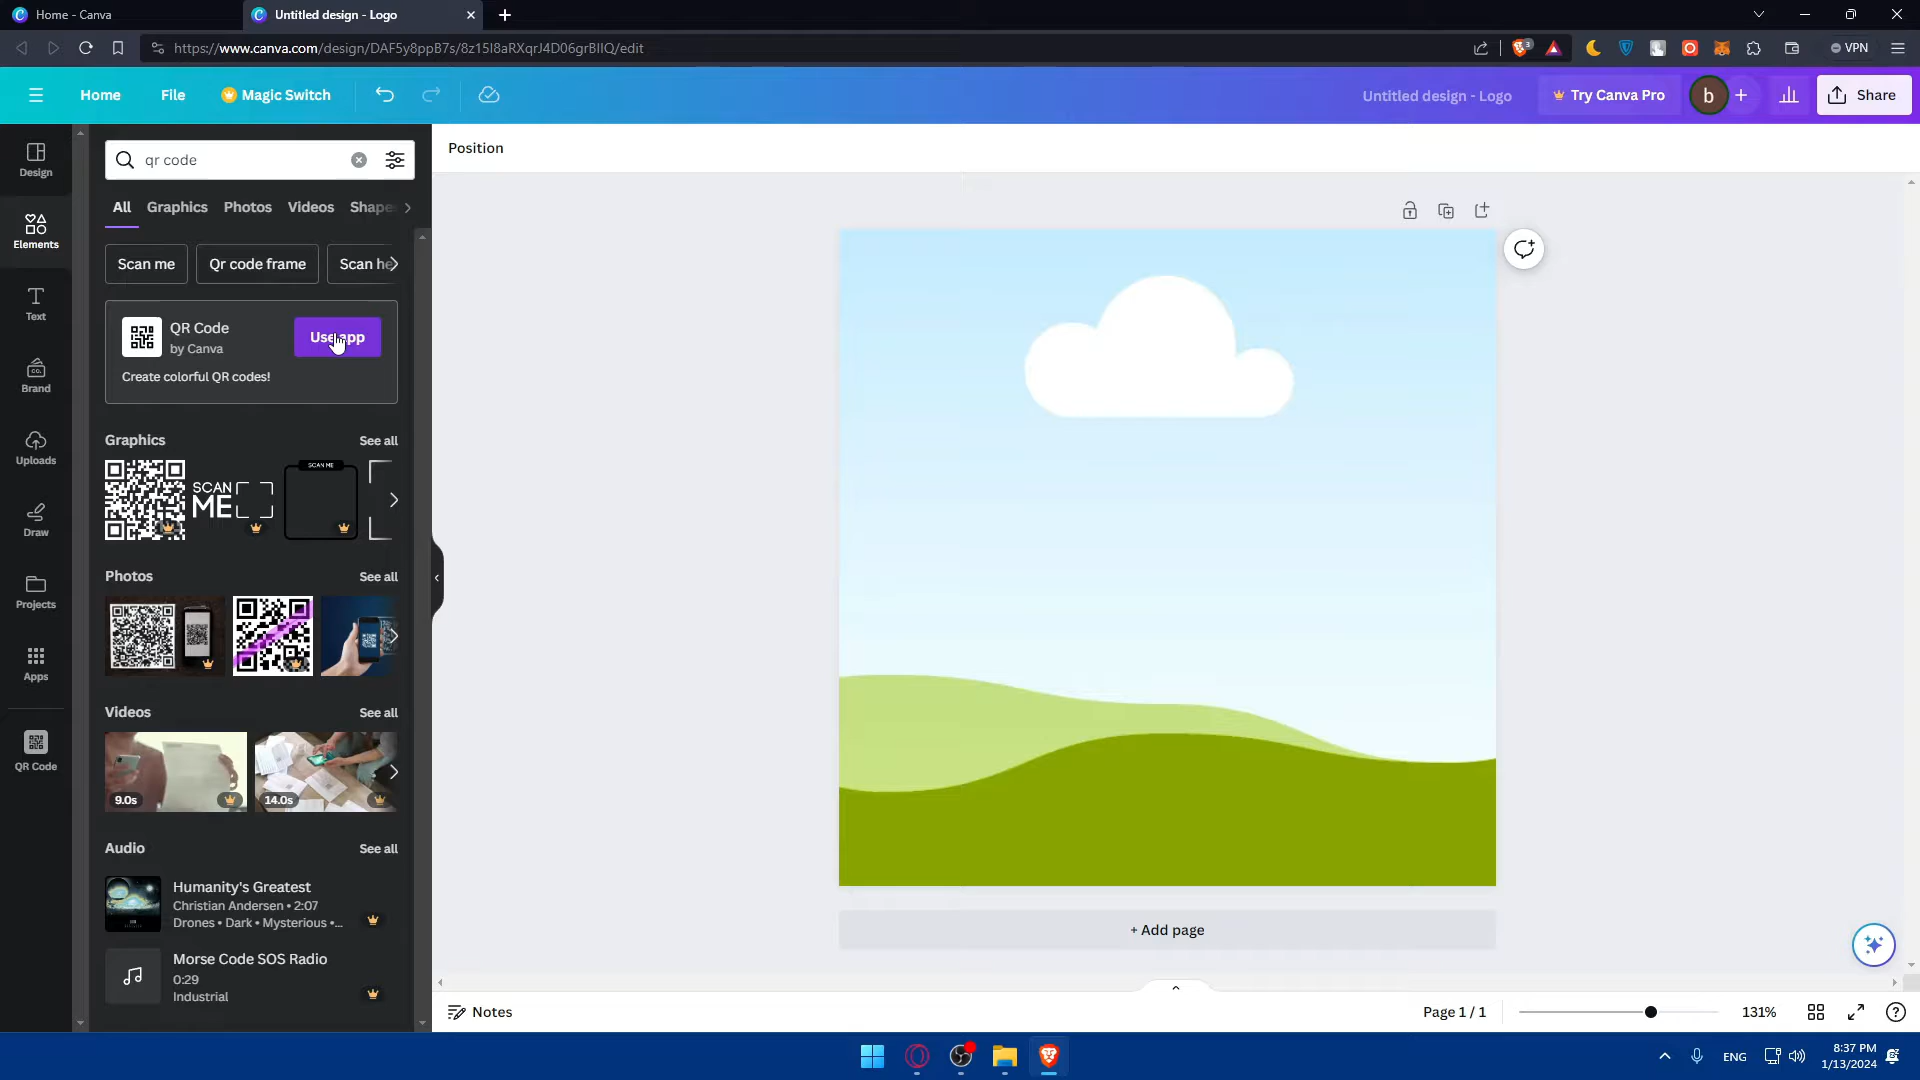 Home - Canva
Untitled design - Logo
https://www.canva.com/design/DAF5y8ppB7s/8z15I8aRXqrJ4D06grBIIQ/edit
VPN
Home
File
Magic Switch
Untitled design - Logo
Try Canva Pro
b
Share
Design
Elements
Text
Brand
Uploads
Draw
Projects
Apps
QR Code
qr code
All
Graphics
Photos
Videos
Shape
Scan me
Qr code frame
Scan he
QR Code
by Canva
Use app
Create colorful QR codes!
Graphics
See all
SCAN
ME
SCAN ME
Photos
See all
Videos
See all
9.0s
14.0s
Audio
See all
Humanity's Greatest
Christian Andersen • 2:07
Drones • Dark • Mysterious •...
Morse Code SOS Radio
0:29
Industrial
Position
+ Add page
Notes
Page 1 / 1
131%
ENG
8:37 PM
1/13/2024